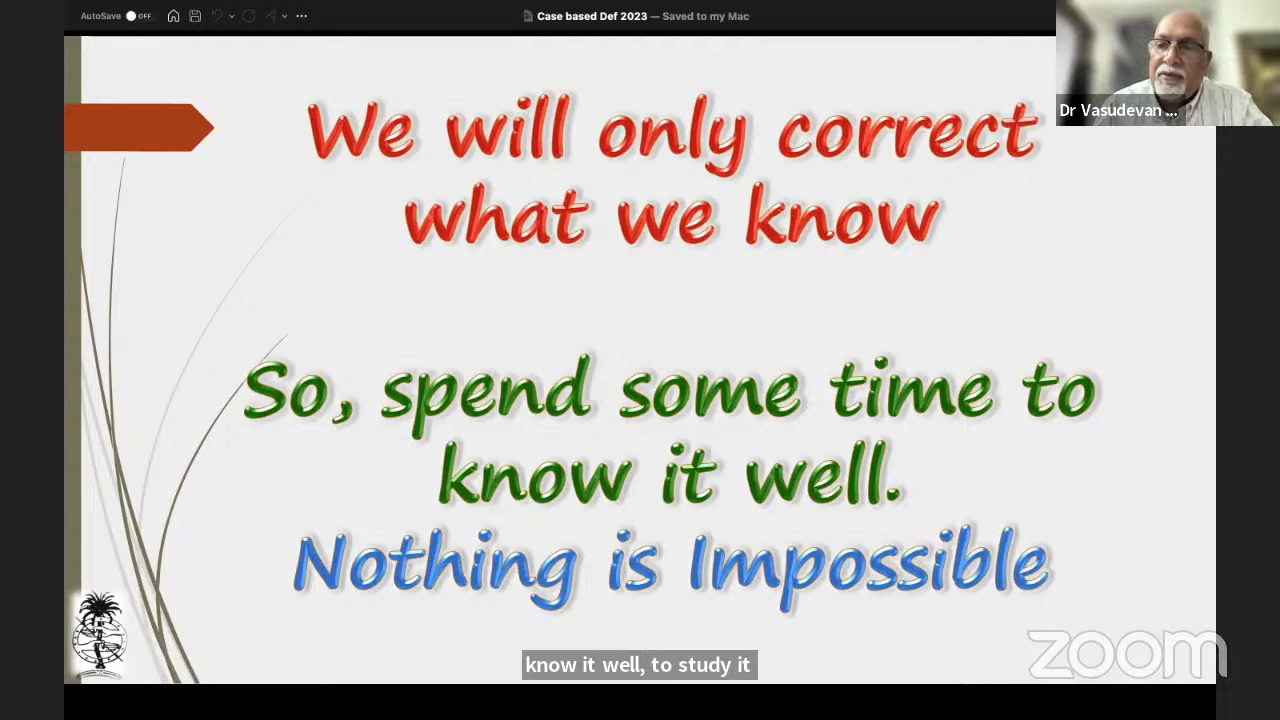 AutoSave OFF
Case based Def 2023 — Saved to my Mac
Dr Vasudevan ...
We will only correct
what we know
So, spend some time to
know it well.
Nothing is Impossible
know it well, to study it
zoom